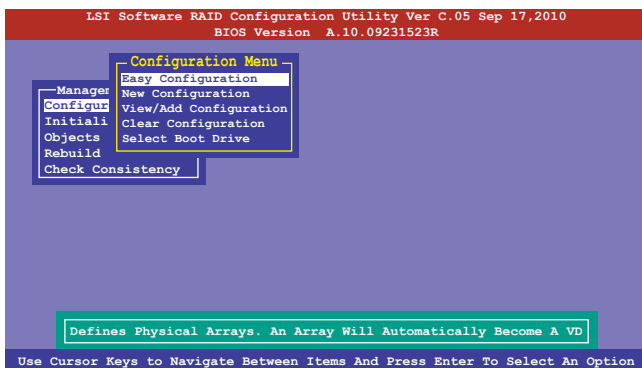 LSI Software RAID Configuration Utility Ver C.05 Sep 17,2010
BIOS Version A.10.09231523R
Configuration Menu
Easy Configuration
New Configuration
View/Add Configuration
Clear Configuration
Select Boot Drive
Managem
Configur
Initiali
Objects
Rebuild
Check Consistency
Defines Physical Arrays. An Array Will Automatically Become A VD
Use Cursor Keys to Navigate Between Items And Press Enter To Select An Option